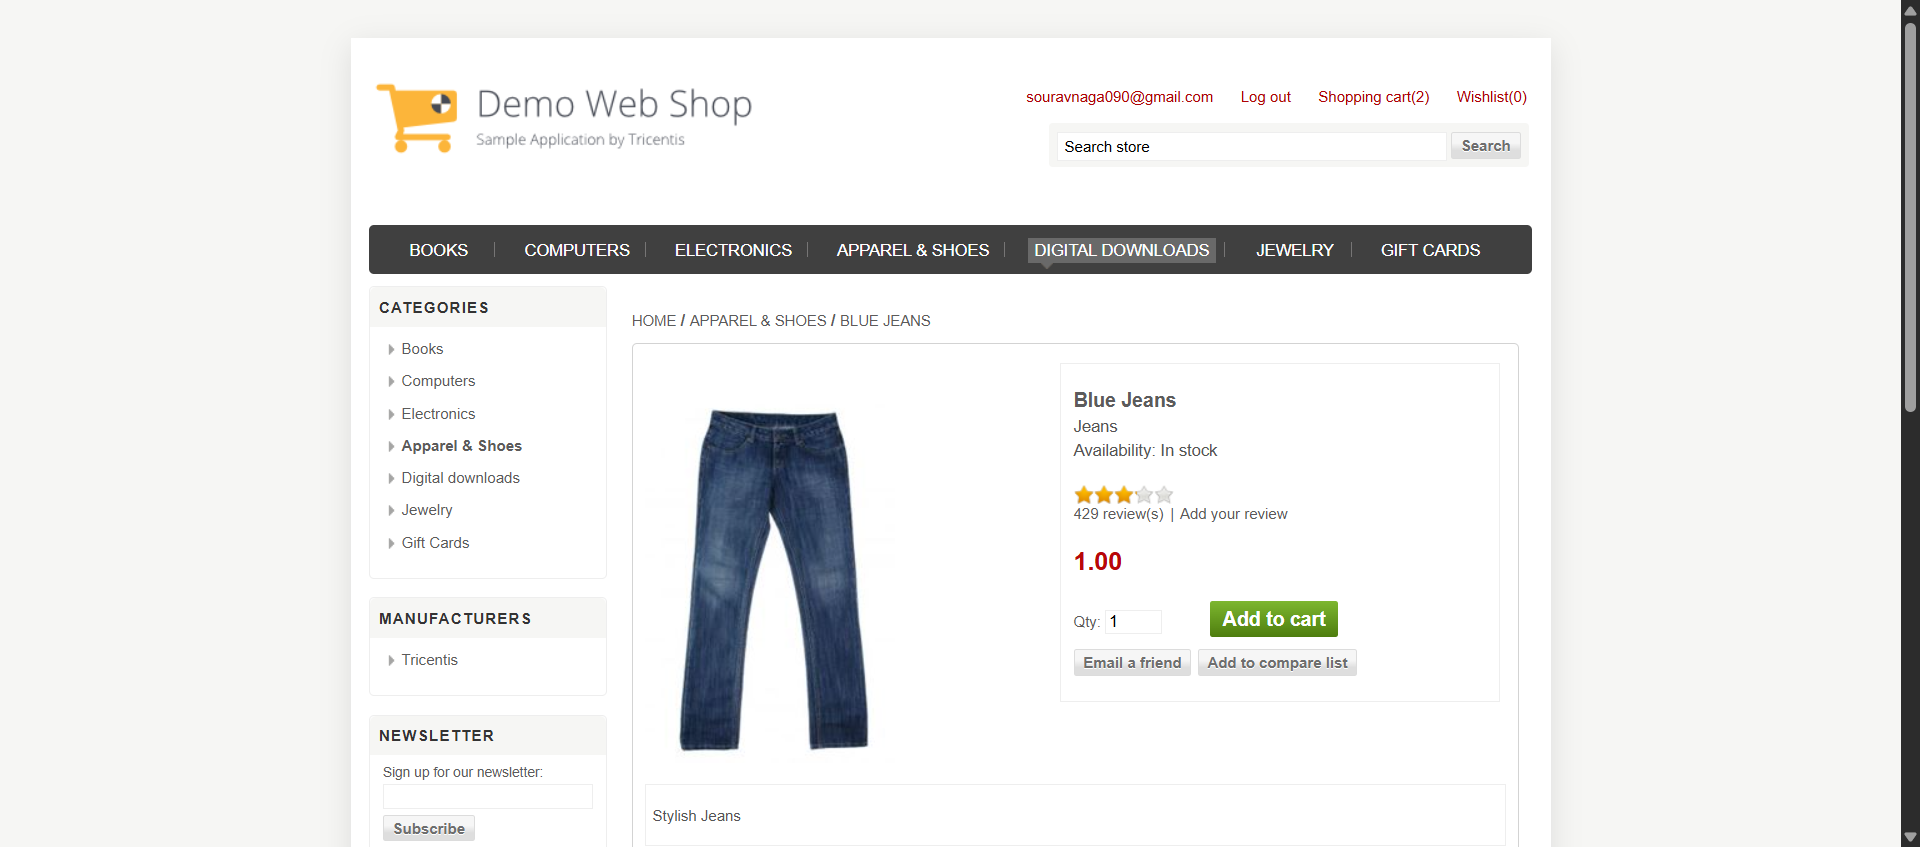 Demo Web Shop
Sample Application by Tricentis
souravnaga090@gmail.com Log out Shopping cart(2) Wishlist(0)
Search store Search
BOOKS COMPUTERS ELECTRONICS APPAREL & SHOES DIGITAL DOWNLOADS JEWELRY GIFT CARDS
CATEGORIES
Books
Computers
Electronics
Apparel & Shoes
Digital downloads
Jewelry
Gift Cards
MANUFACTURERS
Tricentis
NEWSLETTER
Sign up for our newsletter:
Subscribe
HOME / APPAREL & SHOES / BLUE JEANS
Blue Jeans
Jeans
Availability: In stock
429 review(s) | Add your review
1.00
Qty: 1 Add to cart
Email a friend Add to compare list
Stylish Jeans